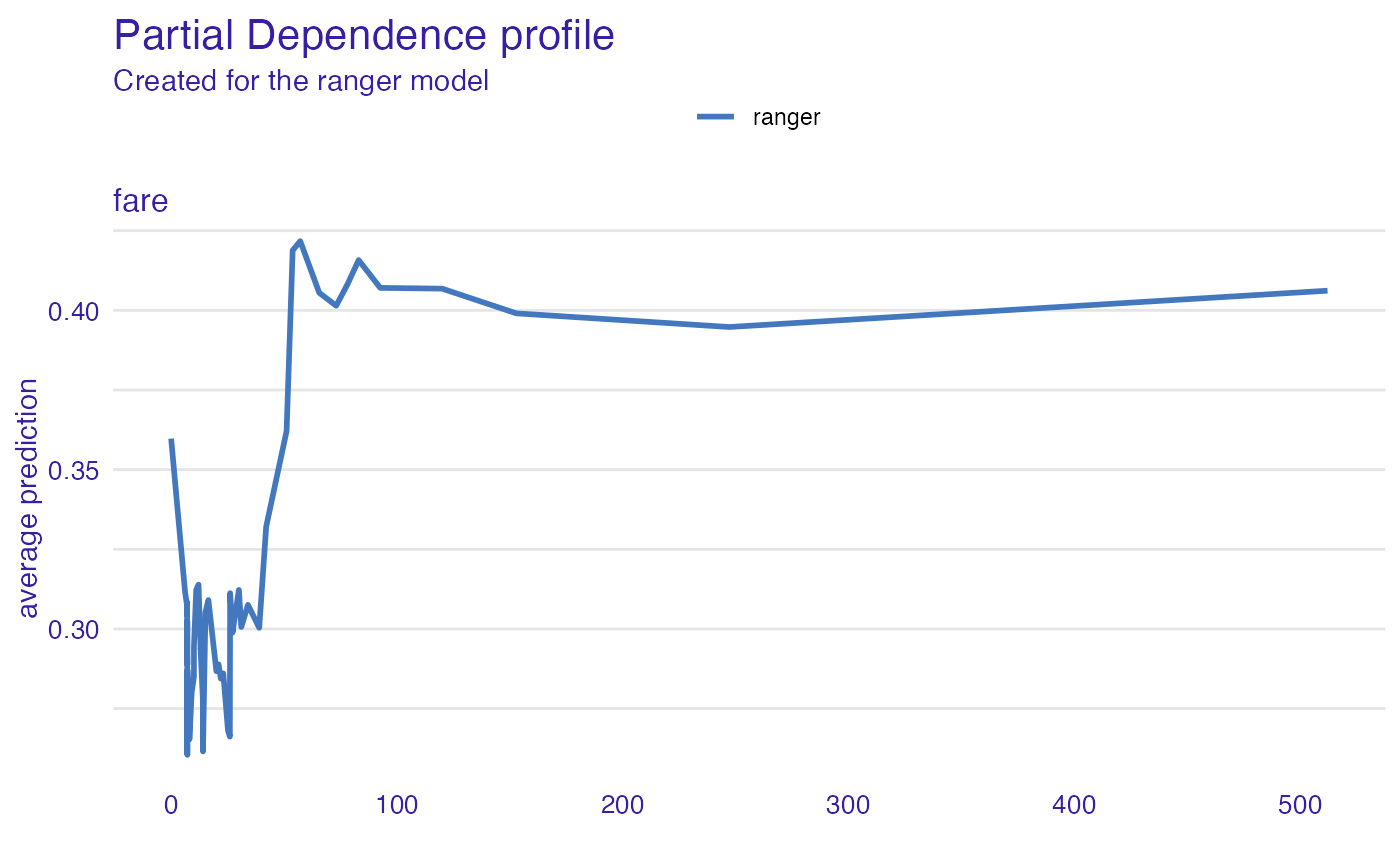 Partial Dependence profile
Created for the ranger model
ranger
fare
average prediction
0.40
0.35
0.30
0
100
200
300
400
500